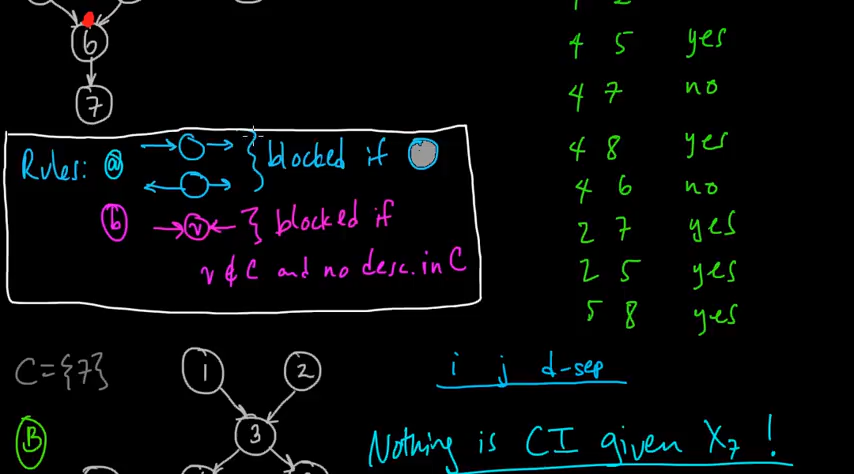 6
7
4 5 yes
4 7 no
4 8 yes
4 6 no
2 7 yes
2 5 yes
5 8 yes
Rules: ⓐ blocked if
ⓑ v blocked if
v ∉ C and no desc. in C
C={7}
B
1 2
3
i j d-sep
Nothing is CI given X₇ !